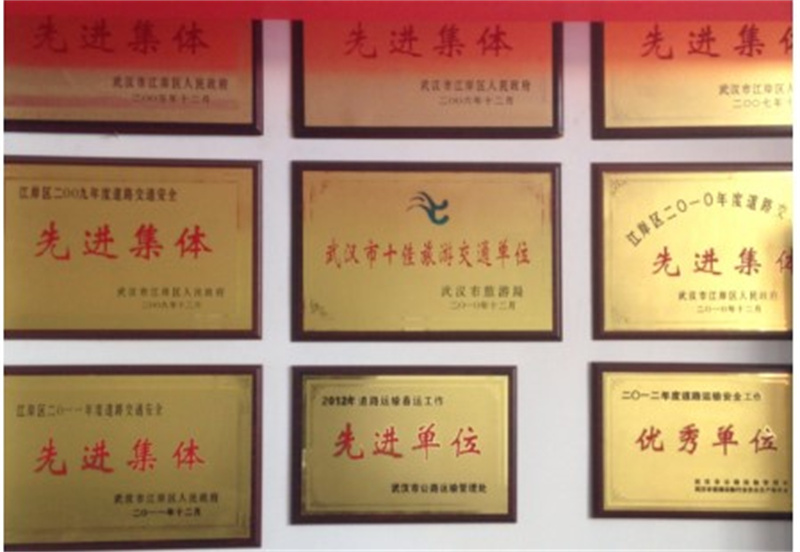 先进集体
武汉市江岸区人民政府
二〇〇五年十二月
先进集体
武汉市江岸区人民政府
二〇〇六年十二月
先进集
武汉市江岸区人民政
二〇〇七年十
江岸区二〇〇九年度道路交通安全
先进集体
武汉市江岸区人民政府
二〇〇九年十二月
武汉市十佳旅游交通单位
武汉市旅游局
二〇一〇年十二月
江岸区二〇一〇年度道路交
先进集体
武汉市江岸区人民政府
二〇一〇年十二月
江岸区二〇一一年度道路交通安全
先进集体
武汉市江岸区人民政府
二〇一一年十二月
2012年道路运输春运工作
先进单位
武汉市公路运输管理处
二〇一二年度道路运输安全工作
优秀单位